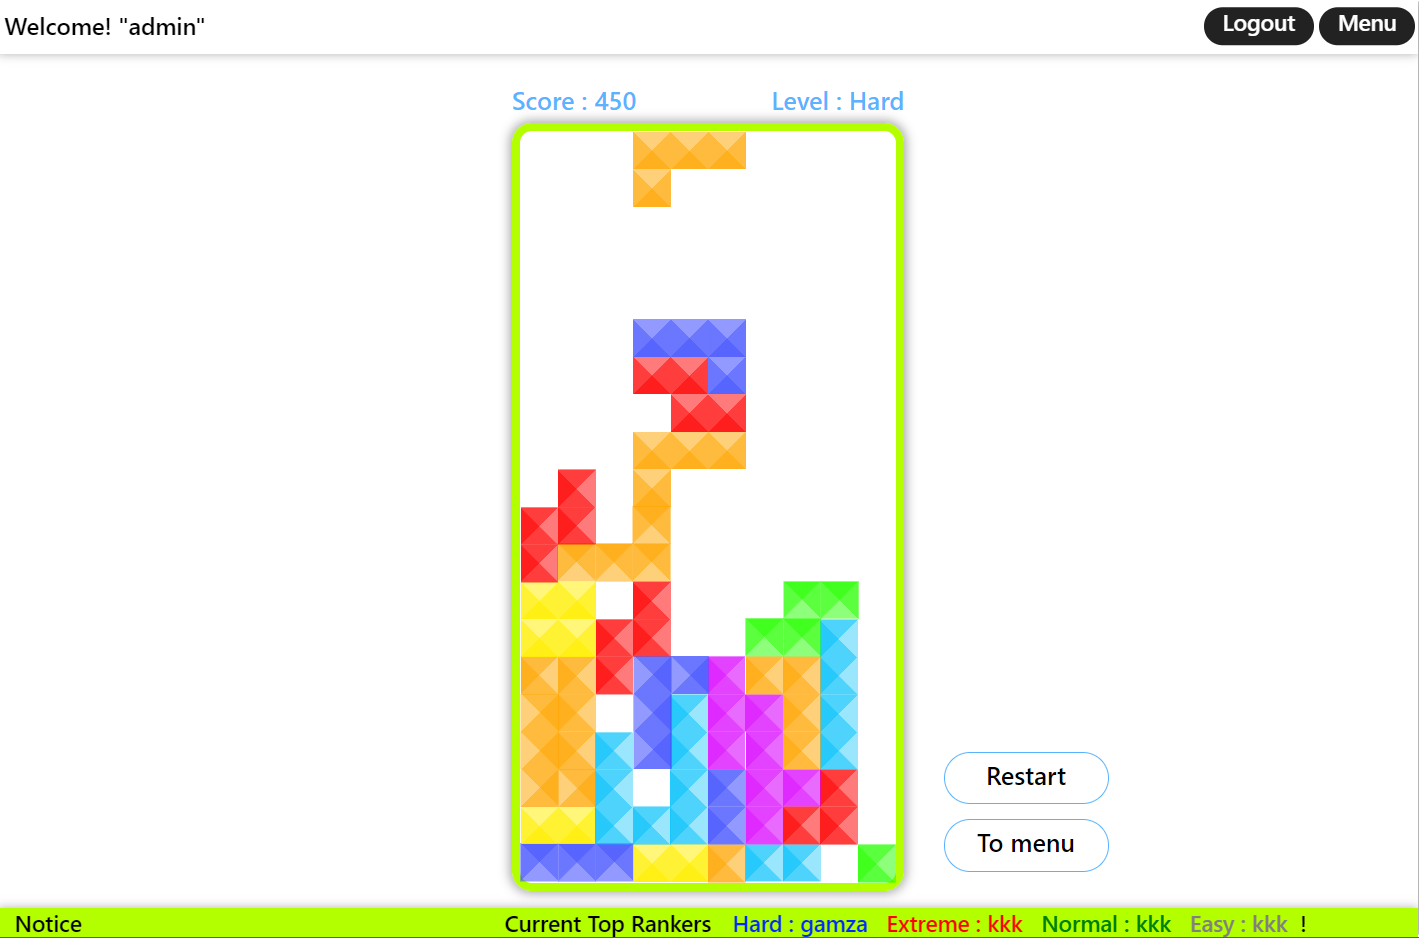 Welcome! "admin"
Logout
Menu
Score : 450
Level : Hard
Restart
To menu
Notice
Current Top Rankers Hard : gamza Extreme : kkk Normal : kkk Easy : kkk !